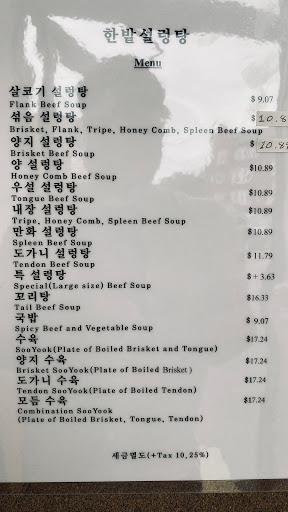 한밭설렁탕
Menu
살코기 설렁탕
Flank Beef Soup $ 9.07
섞음 설렁탕 $10.8
Brisket, Flank, Tripe, Honey Comb, Spleen Beef Soup
양지 설렁탕 $ 10.89
Brisket Beef Soup
양 설렁탕 $10.89
Honey Comb Beef Soup
우설 설렁탕 $10.89
Tongue Beef Soup
내장 설렁탕 $10.89
Tripe, Honey Comb, Spleen Beef Soup
만화 설렁탕 $10.89
Spleen Beef Soup
도가니 설렁탕 $ 11.79
Tendon Beef Soup
특 설렁탕 $ + 3.63
Special(Large size) Beef Soup
꼬리탕 $16.33
Tail Beef Soup
국밥 $ 9.07
Spicy Beef and Vegetable Soup
수육 $17.24
SooYook(Plate of Boiled Brisket and Tongue)
양지 수육 $17.24
Brisket SooYook(Plate of Boiled Brisket)
도가니 수육 $17.24
Tendon SooYook(Plate of Boiled Tendon)
모듬 수육 $17.24
Combination SooYook
(Plate of Boiled Brisket, Tongue, Tendon)
세금별도(+Tax 10,25%)